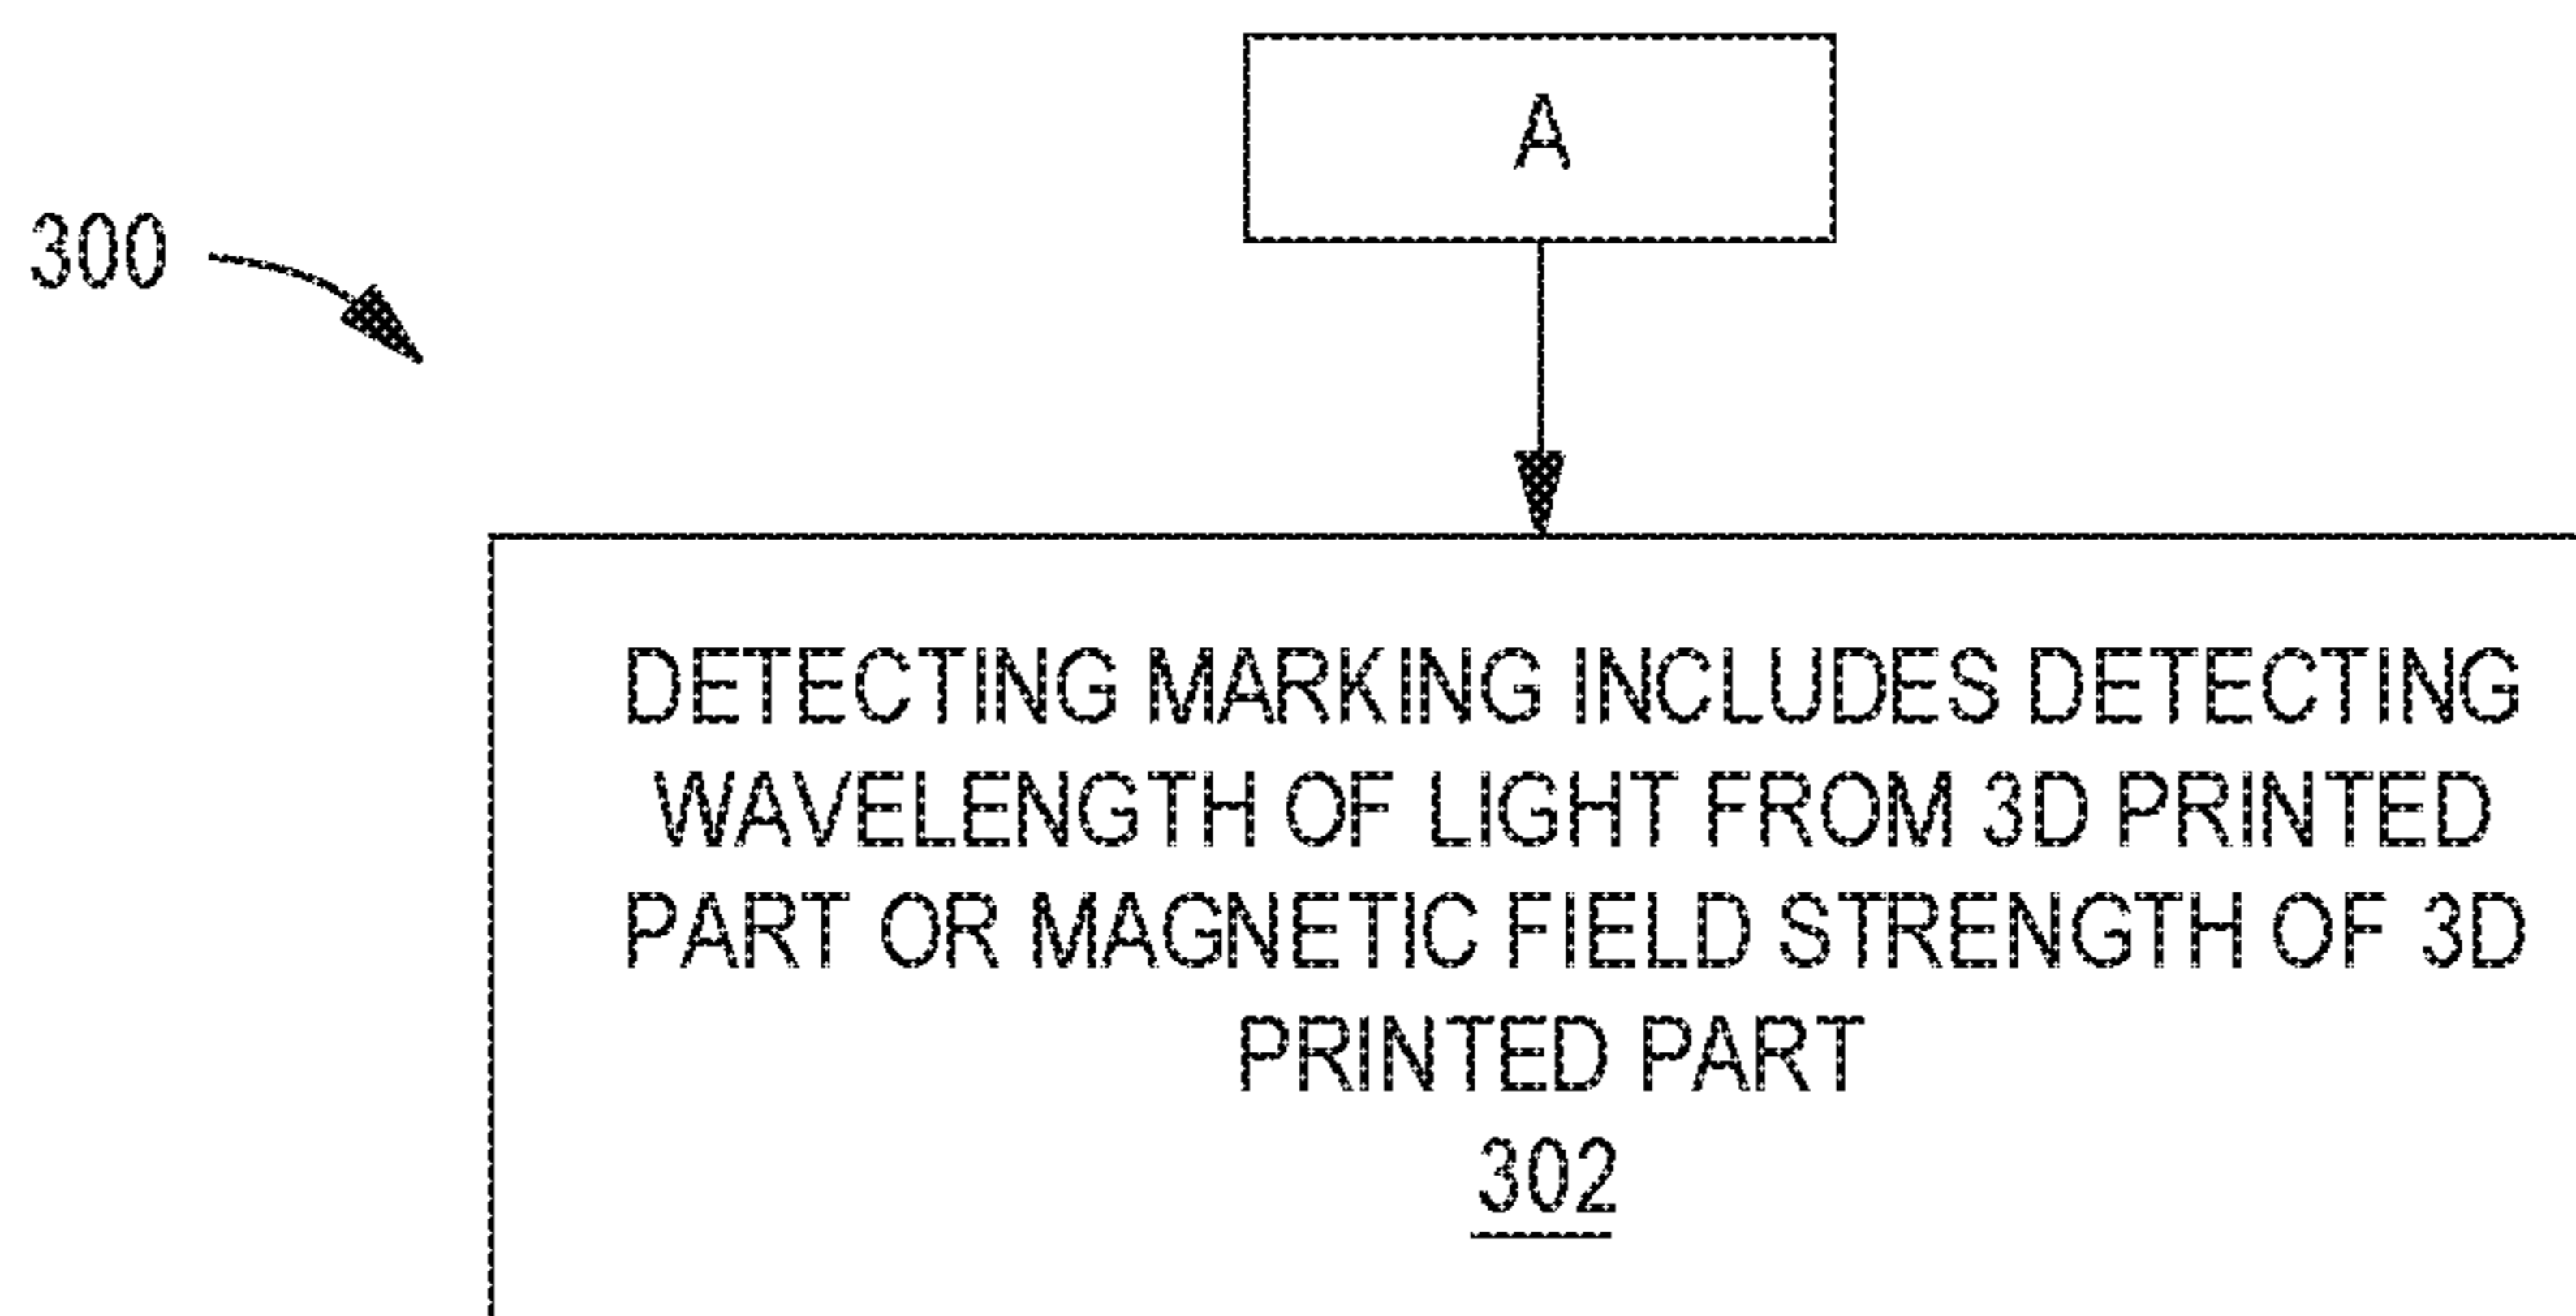 A
300
DETECTING MARKING INCLUDES DETECTING
WAVELENGTH OF LIGHT FROM 3D PRINTED
PART OR MAGNETIC FIELD STRENGTH OF 3D
PRINTED PART
302